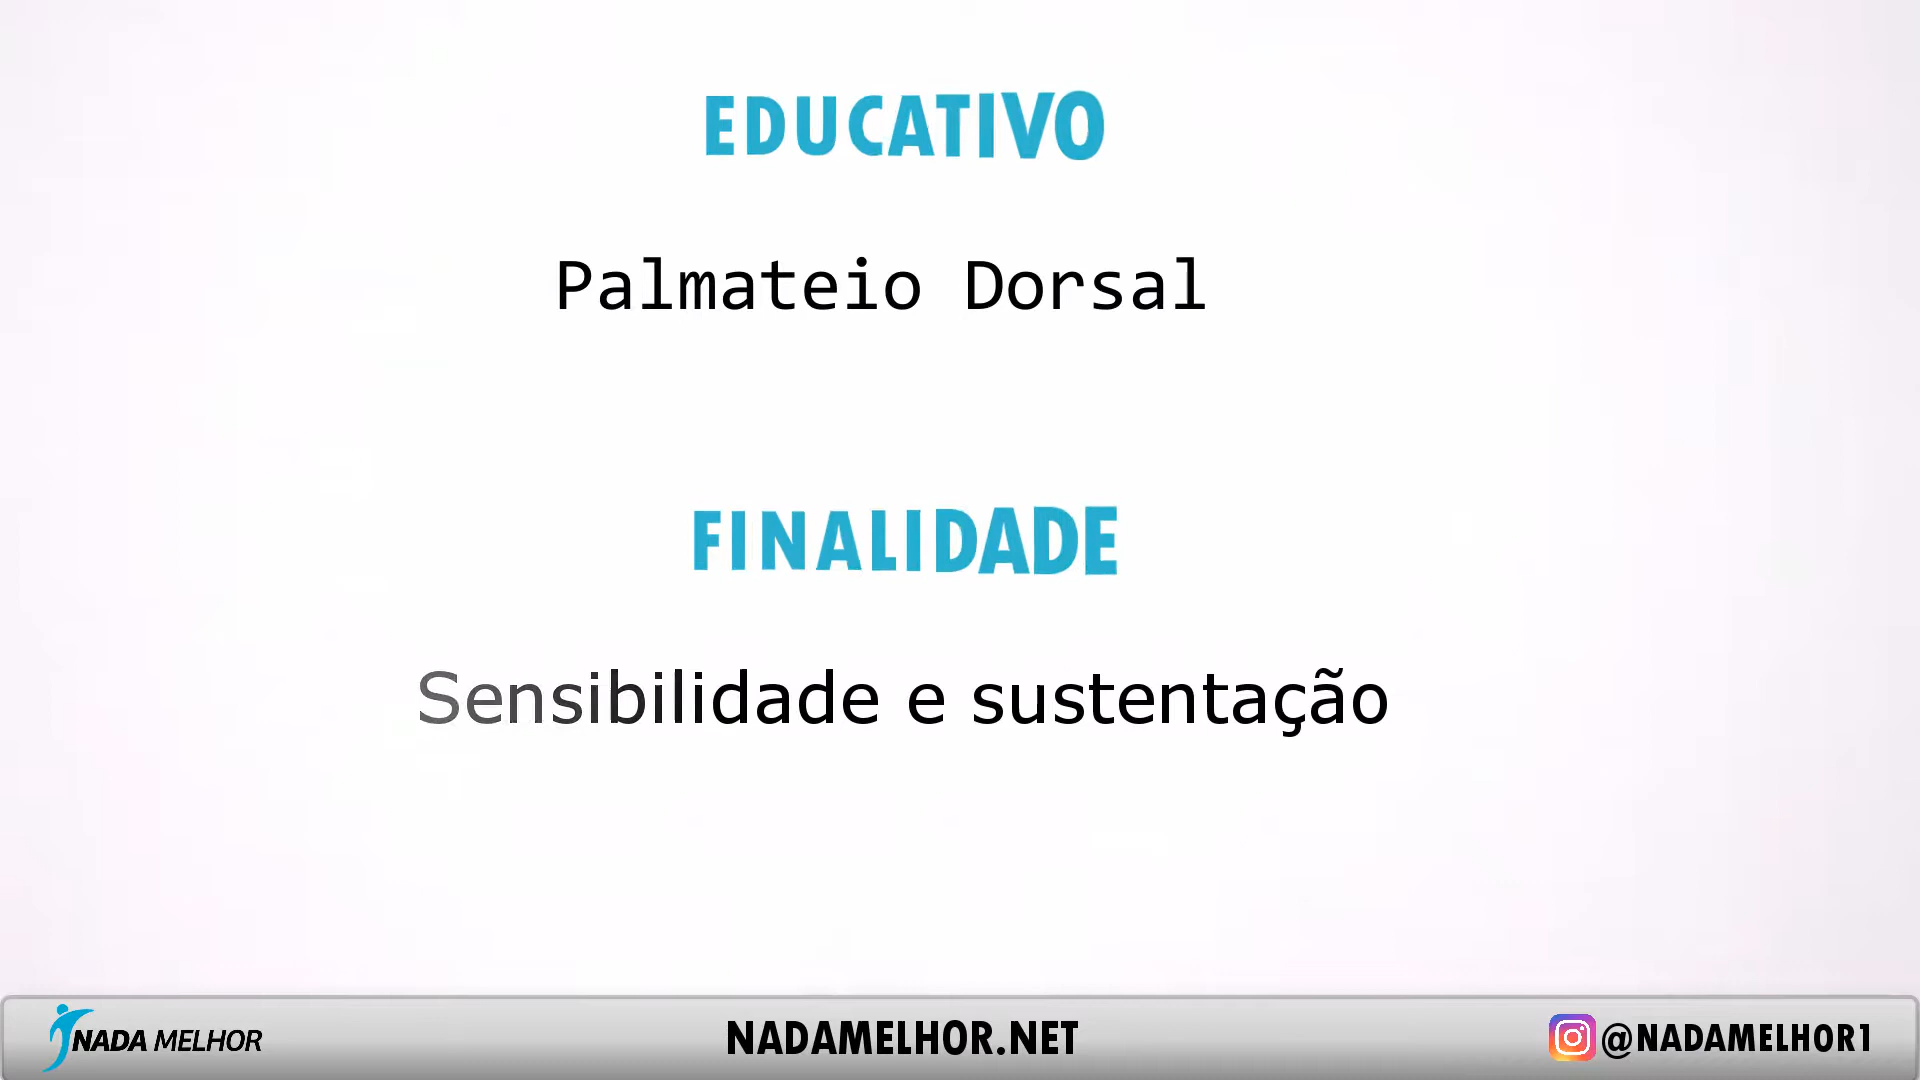 EDUCATIVO
Palmateio Dorsal
FINALIDADE
Sensibilidade e sustentação
NADA MELHOR
NADAMELHOR.NET
@NADAMELHOR1